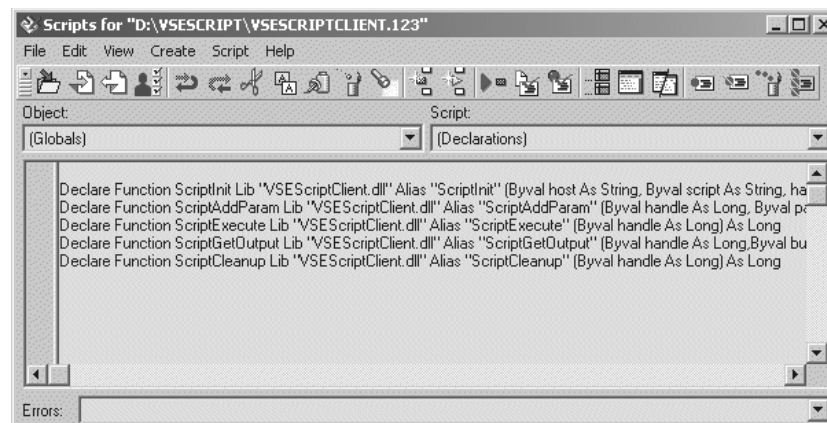 Scripts for "D:\VSESCRIPT\VSESCRIPTCLIENT.123"
File Edit View Create Script Help
Object: Script:
(Globals) (Declarations)
Declare Function ScriptInit Lib "VSEScriptClient.dll" Alias "ScriptInit" (Byval host As String, Byval script As String, ha
Declare Function ScriptAddParam Lib "VSEScriptClient.dll" Alias "ScriptAddParam" (Byval handle As Long, Byval pa
Declare Function ScriptExecute Lib "VSEScriptClient.dll" Alias "ScriptExecute" (Byval handle As Long) As Long
Declare Function ScriptGetOutput Lib "VSEScriptClient.dll" Alias "ScriptGetOutput" (Byval handle As Long,Byval bu
Declare Function ScriptCleanup Lib "VSEScriptClient.dll" Alias "ScriptCleanup" (Byval handle As Long) As Long
Errors: